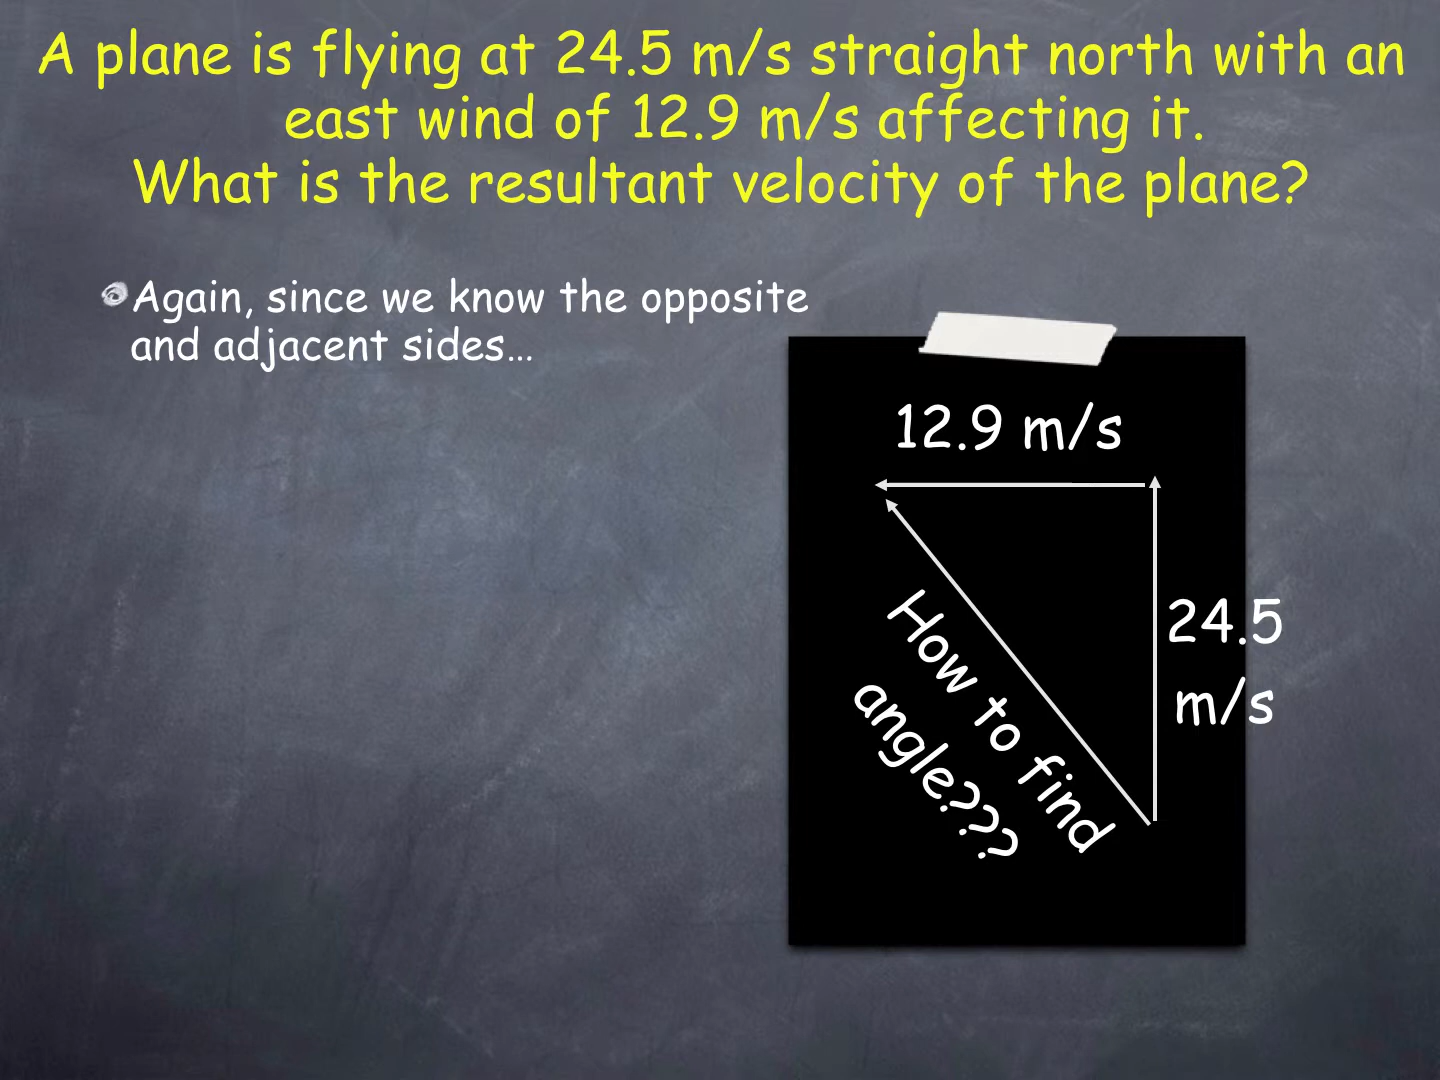 A plane is flying at 24.5 m/s straight north with an
east wind of 12.9 m/s affecting it.
What is the resultant velocity of the plane?
Again, since we know the opposite
and adjacent sides…
12.9 m/s
24.5
m/s
How to find
angle???